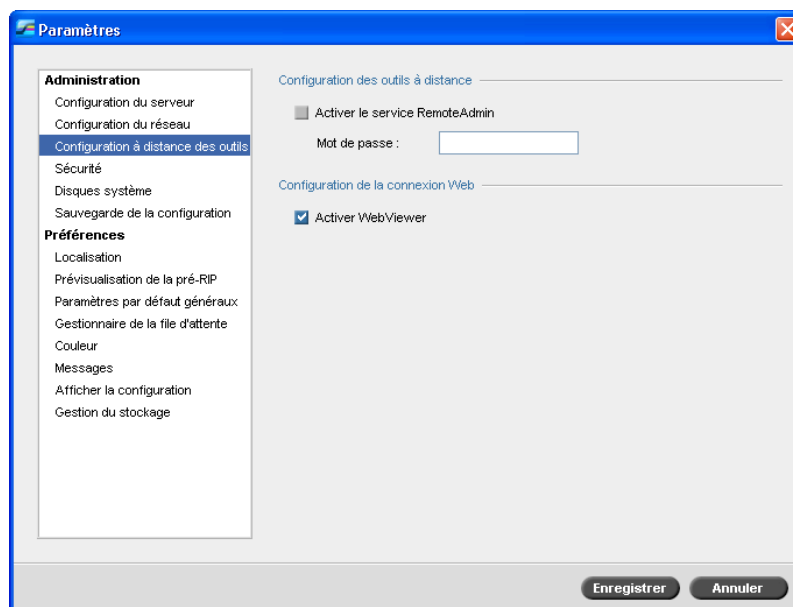 Paramètres
Administration
Configuration du serveur
Configuration du réseau
Configuration à distance des outils
Sécurité
Disques système
Sauvegarde de la configuration
Préférences
Localisation
Prévisualisation de la pré-RIP
Paramètres par défaut généraux
Gestionnaire de la file d'attente
Couleur
Messages
Afficher la configuration
Gestion du stockage
Configuration des outils à distance
Activer le service RemoteAdmin
Mot de passe :
Configuration de la connexion Web
Activer WebViewer
Enregistrer
Annuler